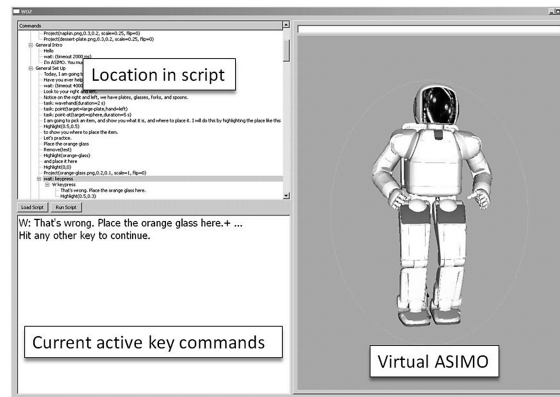 WOZ
Commands
Project(napkin.png,0.3,0.2, scale=0.25, flip=0)
Project(dessert-plate.png,0.3,0.2, scale=0.25, flip=0)
General Intro
Hello
wait: (timeout 2000 ms)
I'm ASIMO. You mu
General Set Up
Today, I am going t
Have you ever help
wait: (timeout 4000
Look to your right
Notice on the right and left, we have plates, glasses, forks, and spoons.
task: wavehand(duration=2 s)
task: point(target=large-plate,hand=left)
task: point-at(target=sphere,duration=5 s)
I am going to pick an item, and show you what it is, and where to place it. I will do this by highlighting the place like this
Highlight(0.5,0.5)
to show you where to place the item.
Let's practice.
Place the orange glass
Remove(test)
Highlight(orange-glass)
and place it here
Highlight(0,0)
Project(orange-glass.png,0.2,0.1, scale=1, flip=0)
wait: keypress
W keypress
That's wrong. Place the orange glass here.
Highlight(0.5,0.3)
Location in script
Load Script Run Script
W: That's wrong. Place the orange glass here.+ ...
Hit any other key to continue.
Current active key commands
Virtual ASIMO